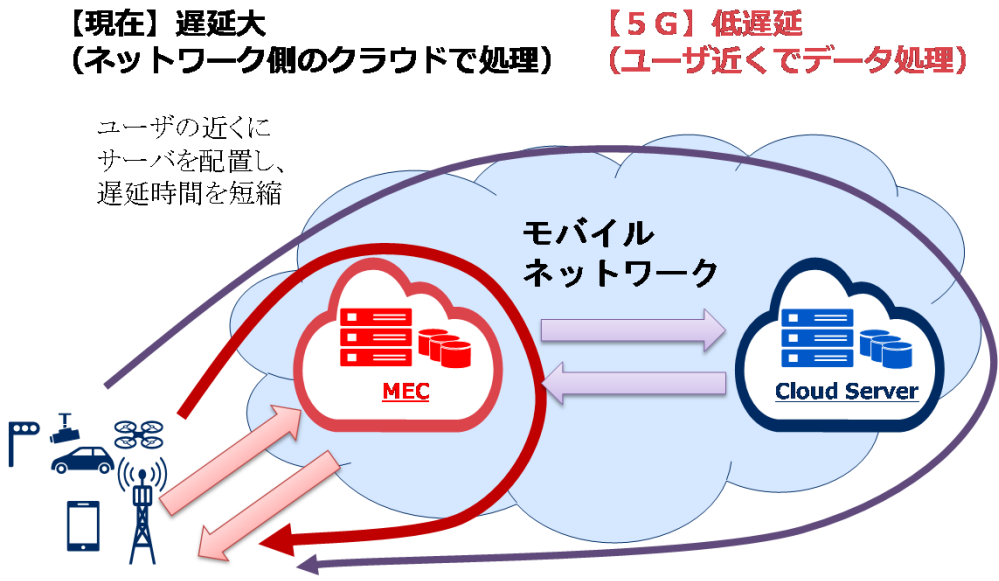 【現在】遅延大
（ネットワーク側のクラウドで処理）
【５Ｇ】低遅延
（ユーザ近くでデータ処理）
ユーザの近くに
サーバを配置し、
遅延時間を短縮
モバイル
ネットワーク
MEC
Cloud Server